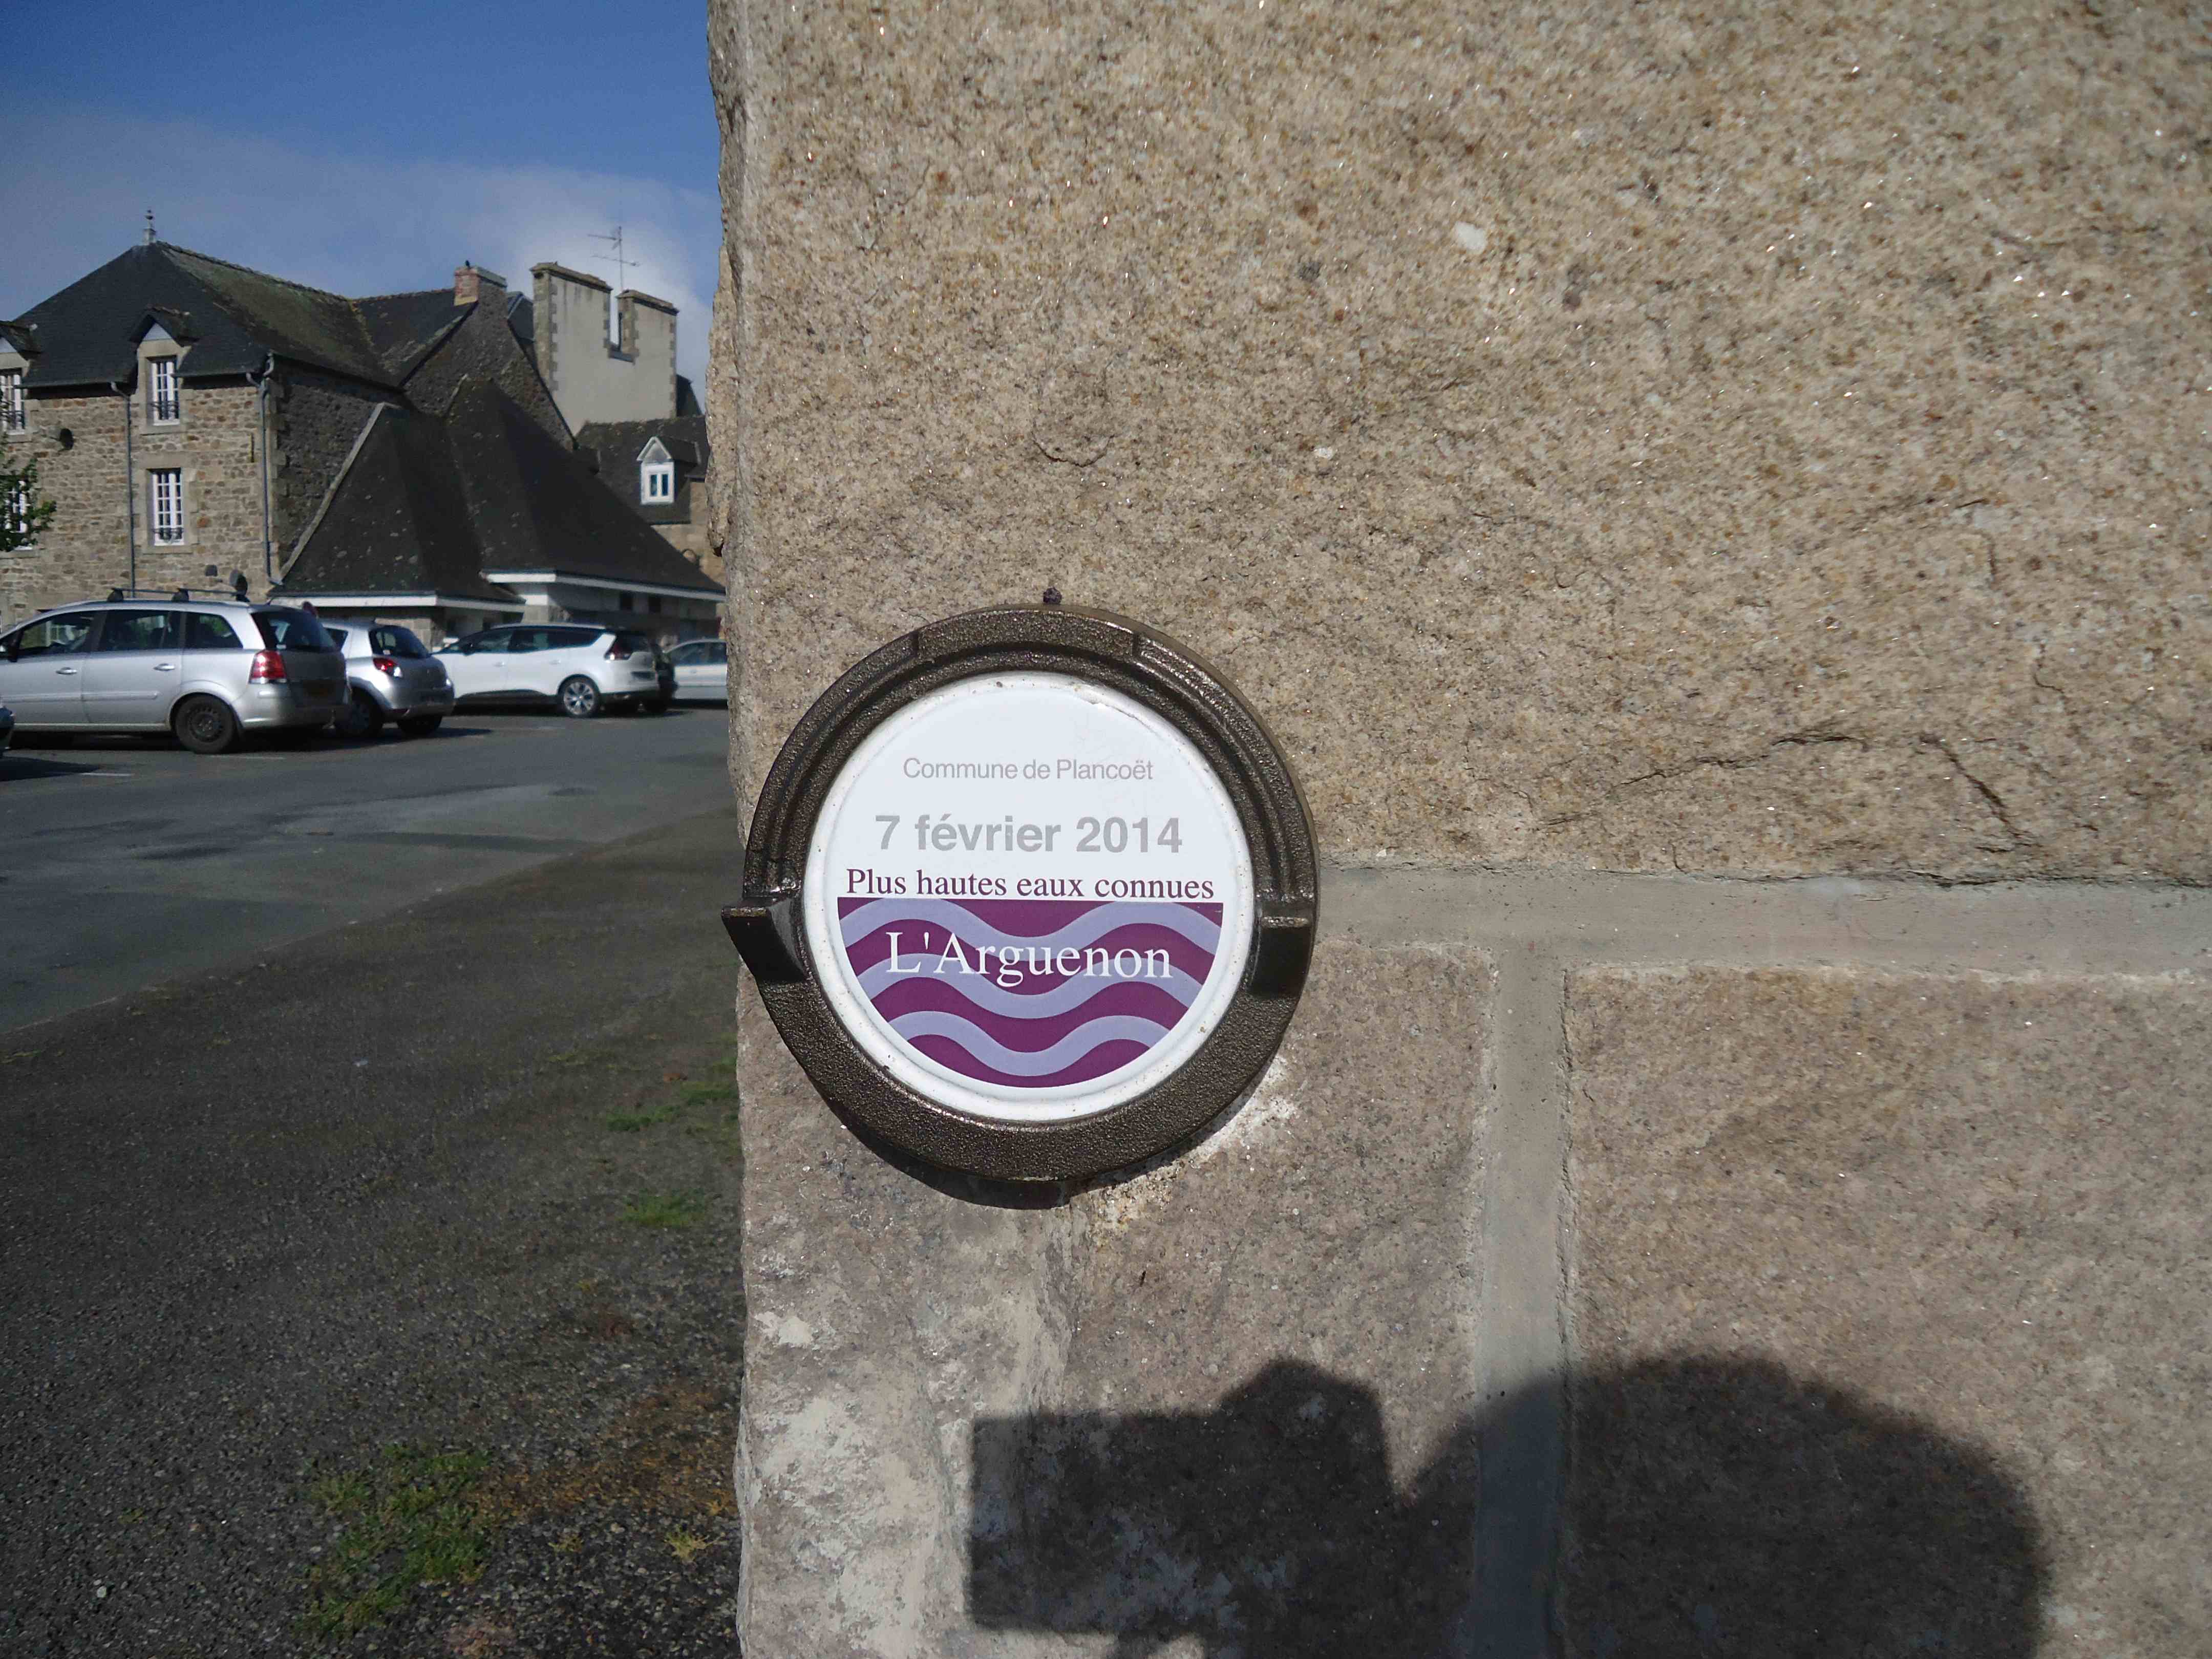 Commune de Plancoët
7 février 2014
Plus hautes eaux connues
L'Arguenon